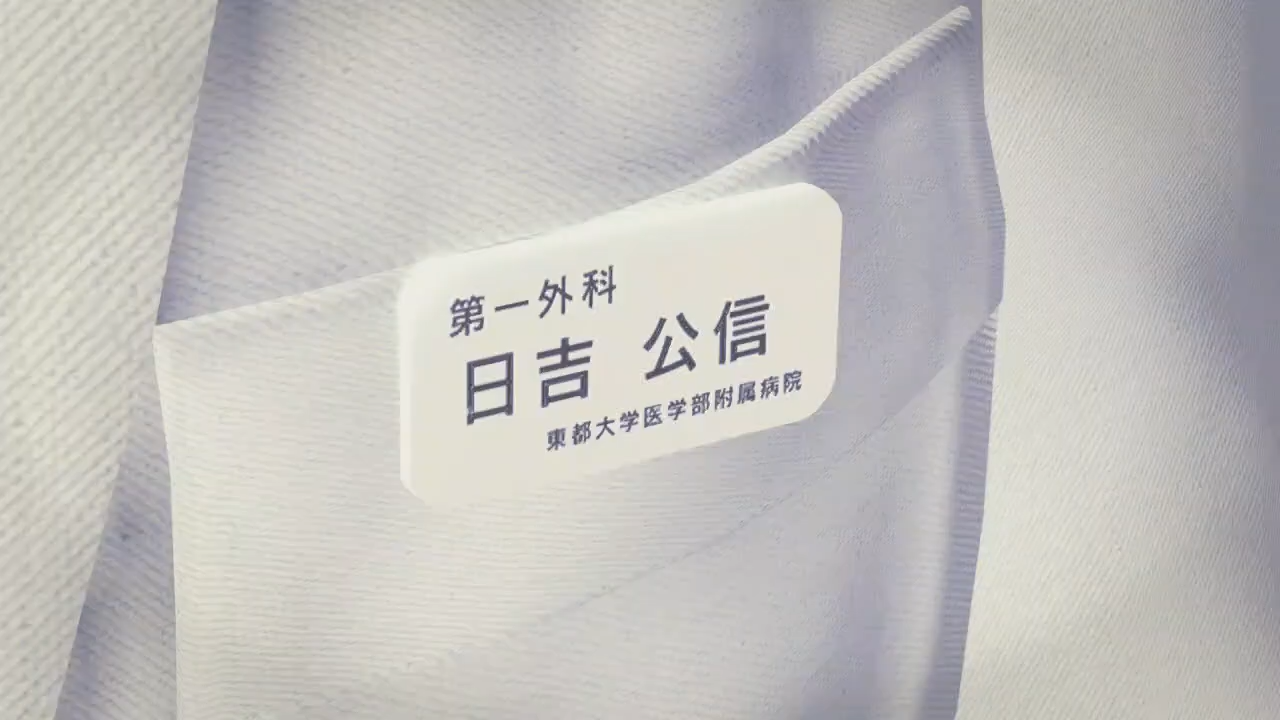 第一外科
日吉 公信
東都大学医学部附属病院